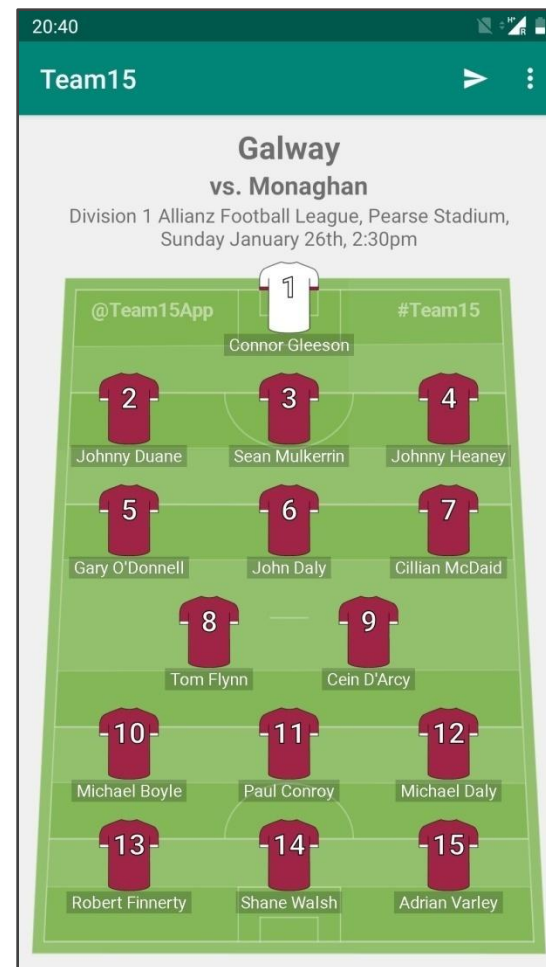 20:40
H+
R
Team15
Galway
vs. Monaghan
Division 1 Allianz Football League, Pearse Stadium,
Sunday January 26th, 2:30pm
@Team15App
#Team15
1
Connor Gleeson
2 3 4
Johnny Duane Sean Mulkerrin Johnny Heaney
5 6 7
Gary O'Donnell John Daly Cillian McDaid
8 9
Tom Flynn Cein D'Arcy
10 11 12
Michael Boyle Paul Conroy Michael Daly
13 14 15
Robert Finnerty Shane Walsh Adrian Varley